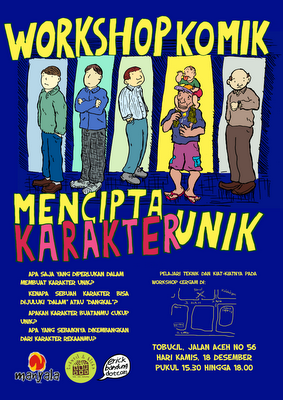 WORKSHOP KOMIK
MENCIPTA
KARAKTER UNIK
APA SAJA YANG DIPERLUKAN DALAM
MEMBUAT KARAKTER UNIK?
KENAPA SEBUAH KARAKTER BISA
DIJULUKI 'DALAM' ATAU 'DANGKAL'?
APAKAH KARAKTER BUATANMU CUKUP
UNIK?
APA YANG SEBAIKNYA DIKEMBANGKAN
DARI KARAKTER REKAANMU?
PELAJARI TEKNIK DAN KIAT-KIATNYA PADA
WORKSHOP CERGAM DI:
TOBUCIL, JALAN ACEH NO 56
HARI KAMIS, 18 DESEMBER
PUKUL 15.30 HINGGA 18.00
manyala
erick
bandung
dotcom